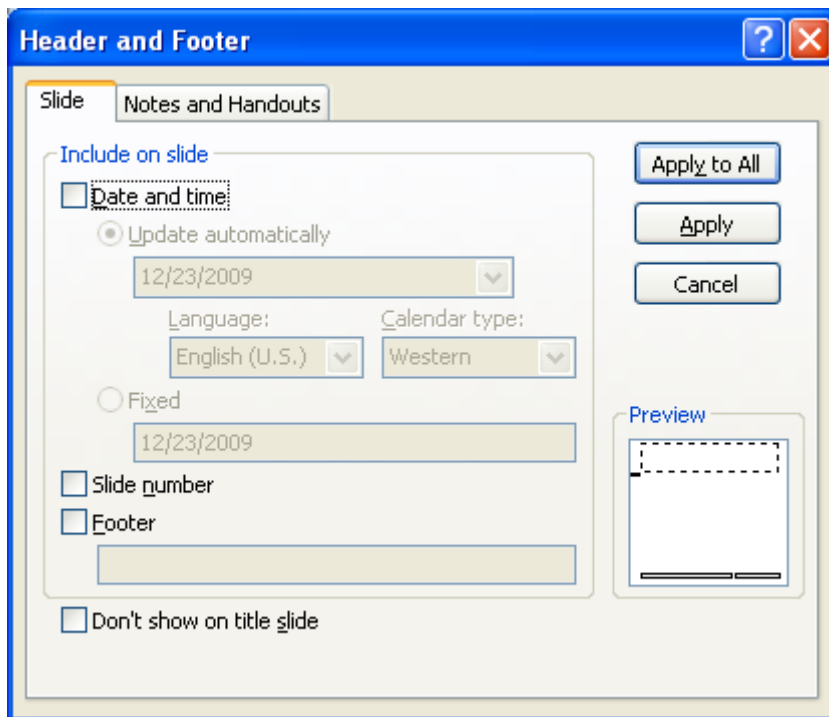 Header and Footer
Slide
Notes and Handouts
Include on slide
Date and time
Update automatically
12/23/2009
Language:
Calendar type:
English (U.S.)
Western
Fixed
12/23/2009
Slide number
Footer
Don't show on title slide
Apply to All
Apply
Cancel
Preview